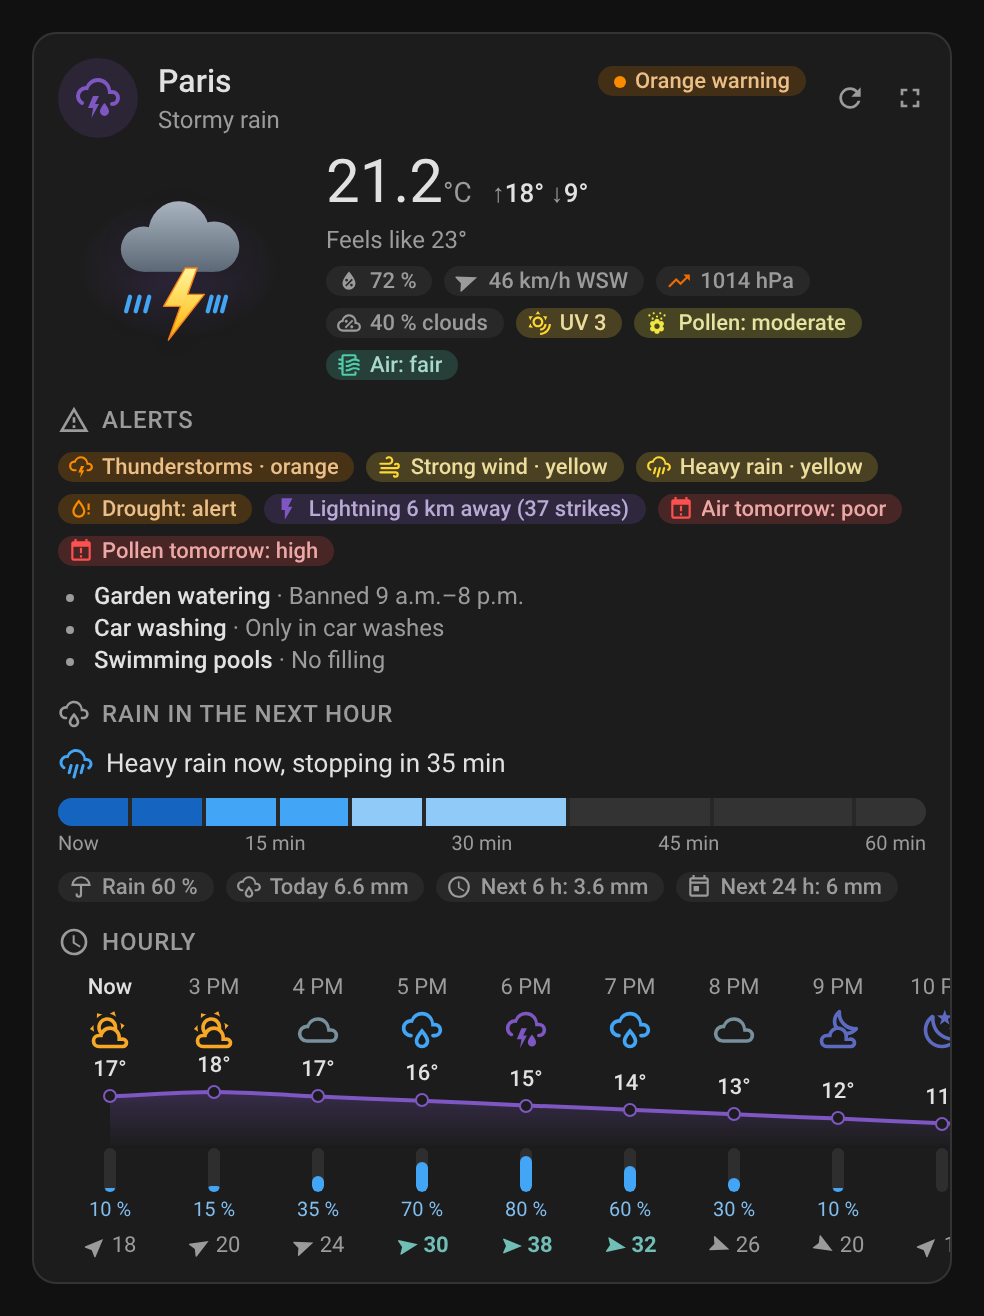 Paris
Orange warning
Stormy rain
21.2°C ↑18° ↓9°
Feels like 23°
72 % 46 km/h WSW 1014 hPa
40 % clouds UV 3 Pollen: moderate
Air: fair
ALERTS
Thunderstorms · orange Strong wind · yellow Heavy rain · yellow
Drought: alert Lightning 6 km away (37 strikes) Air tomorrow: poor
Pollen tomorrow: high
• Garden watering · Banned 9 a.m.–8 p.m.
• Car washing · Only in car washes
• Swimming pools · No filling
RAIN IN THE NEXT HOUR
Heavy rain now, stopping in 35 min
Now 15 min 30 min 45 min 60 min
Rain 60 % Today 6.6 mm Next 6 h: 3.6 mm Next 24 h: 6 mm
HOURLY
Now 3 PM 4 PM 5 PM 6 PM 7 PM 8 PM 9 PM 10
17° 18° 17° 16° 15° 14° 13° 12° 11
10 % 15 % 35 % 70 % 80 % 60 % 30 % 10 %
18 20 24 30 38 32 26 20